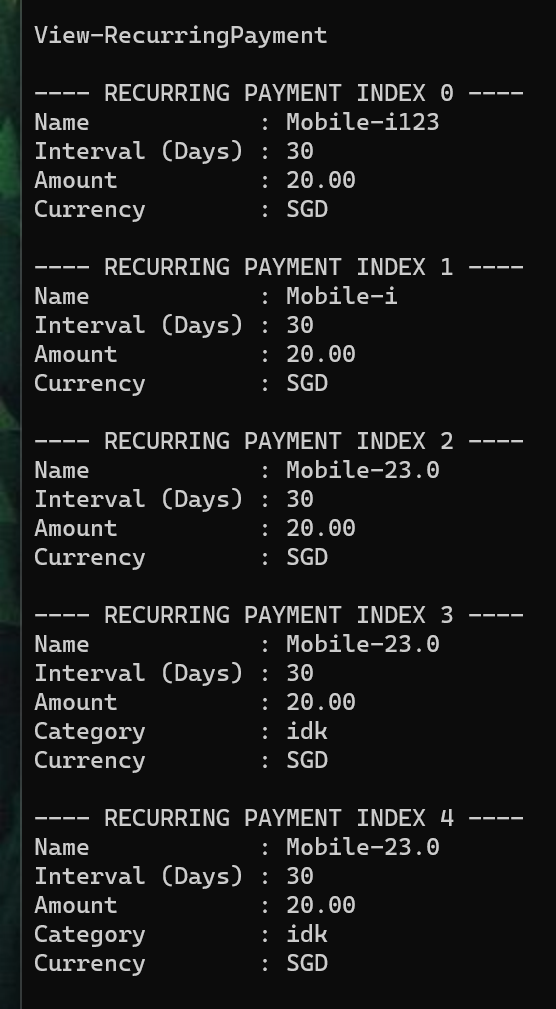 View-RecurringPayment
---- RECURRING PAYMENT INDEX 0 ----
Name            : Mobile-i123
Interval (Days) : 30
Amount          : 20.00
Currency        : SGD
---- RECURRING PAYMENT INDEX 1 ----
Name            : Mobile-i
Interval (Days) : 30
Amount          : 20.00
Currency        : SGD
---- RECURRING PAYMENT INDEX 2 ----
Name            : Mobile-23.0
Interval (Days) : 30
Amount          : 20.00
Currency        : SGD
---- RECURRING PAYMENT INDEX 3 ----
Name            : Mobile-23.0
Interval (Days) : 30
Amount          : 20.00
Category        : idk
Currency        : SGD
---- RECURRING PAYMENT INDEX 4 ----
Name            : Mobile-23.0
Interval (Days) : 30
Amount          : 20.00
Category        : idk
Currency        : SGD